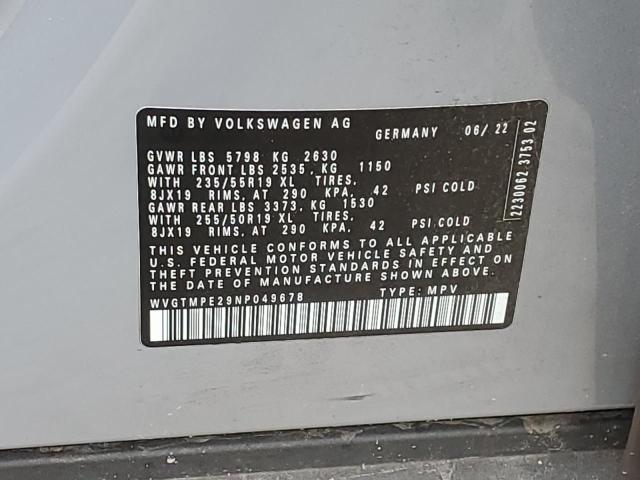 MFD BY VOLKSWAGEN AG GERMANY 06/22
GVWR LBS 5798 KG 2630
GAWR FRONT LBS 2535, KG 1150
WITH 235/55R19 XL TIRES,
8JX19 RIMS, AT 290 KPA, 42 PSI COLD
GAWR REAR LBS 3373, KG 1530
WITH 255/50R19 XL TIRES,
8JX19 RIMS, AT 290 KPA, 42 PSI COLD
THIS VEHICLE CONFORMS TO ALL APPLICABLE
U.S. FEDERAL MOTOR VEHICLE SAFETY AND
THEFT PREVENTION STANDARDS IN EFFECT ON
THE DATE OF MANUFACTURE SHOWN ABOVE.
WVGTMPE29NP049678 TYPE: MPV
2230062 3753 02